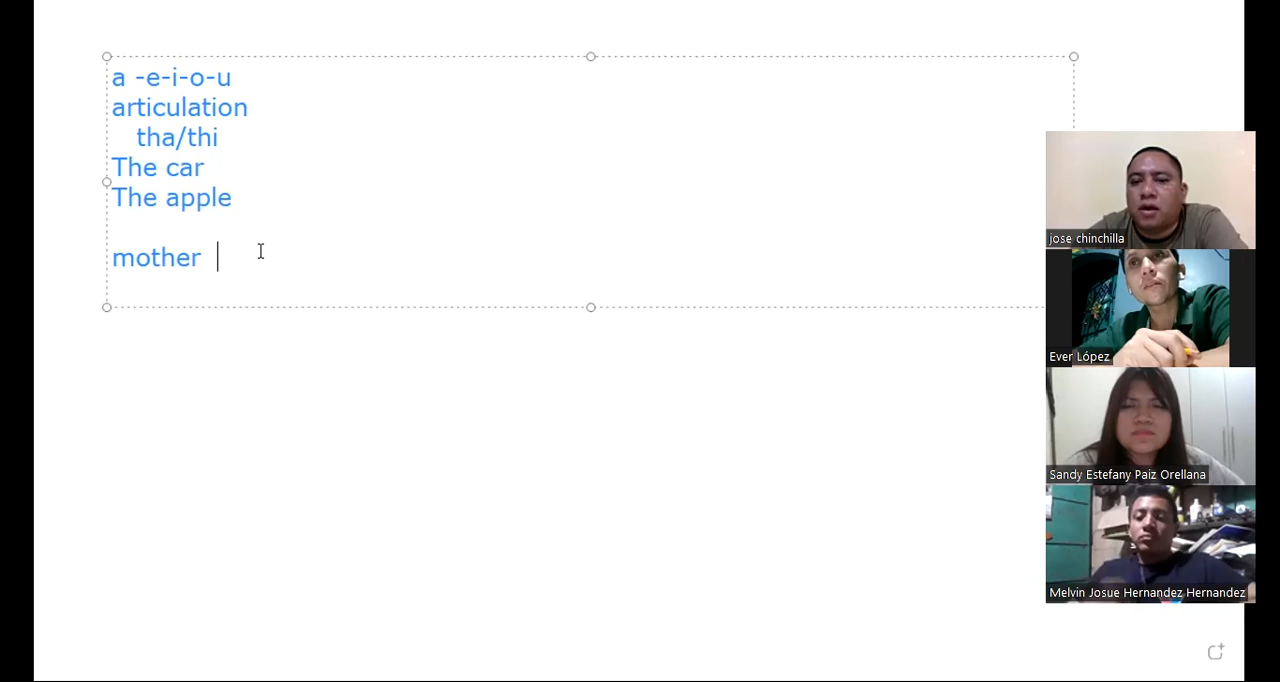 a -e-i-o-u
articulation
tha/thi
The car
The apple
mother
jose chinchilla
Ever López
Sandy Estefany Paiz Orellana
Melvin Josue Hernandez Hernandez